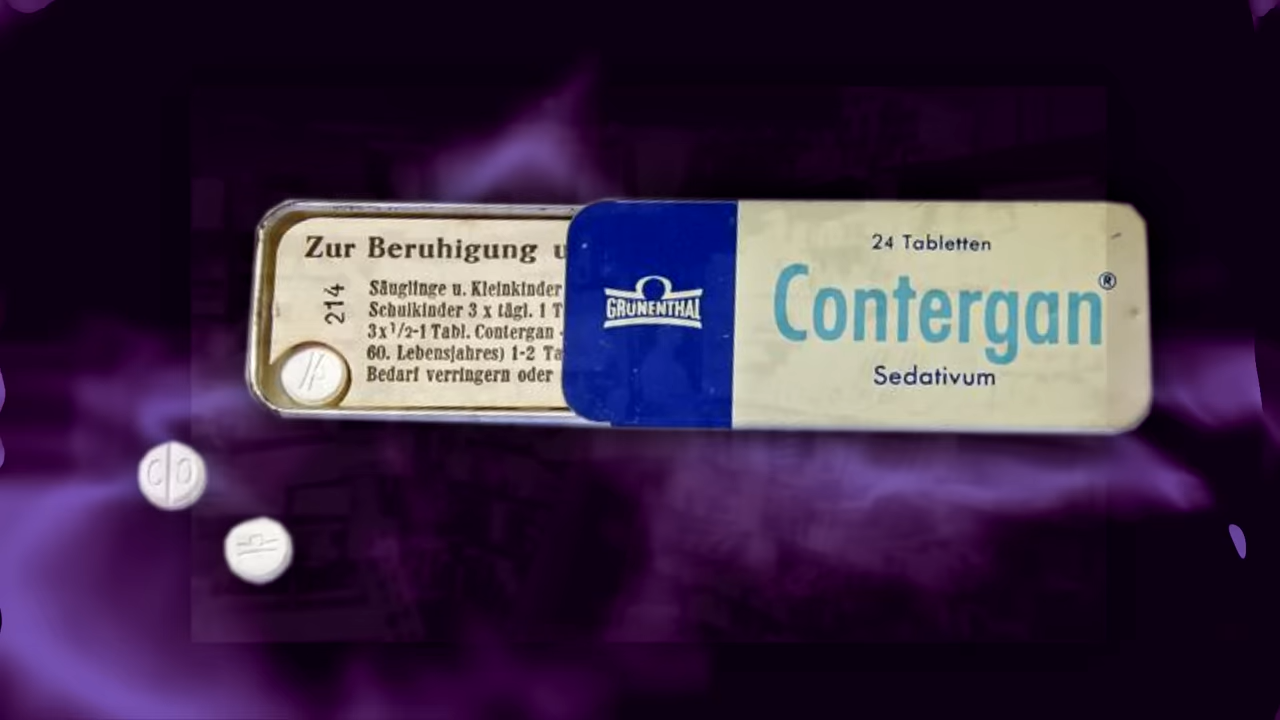 Zur Beruhigung u
214
Säuglinge u. Kleinkinder
Schulkinder 3 x tägl. 1 T
3x1/2-1 Tabl. Contergan
60. Lebensjahres) 1-2 Ta
Bedarf verringern oder
GRÜNENTHAL
24 Tabletten
Contergan®
Sedativum
C O